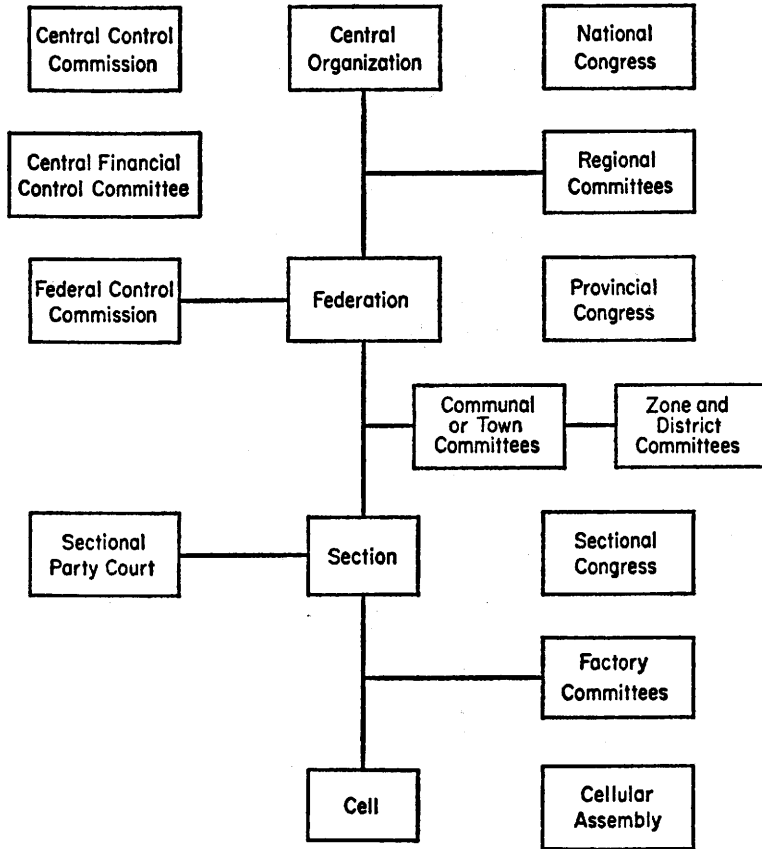 Central Control
Commission
Central
Organization
National
Congress
Central Financial
Control Committee
Regional
Committees
Federal Control
Commission
Federation
Provincial
Congress
Communal
or Town
Committees
Zone and
District
Committees
Sectional
Party Court
Section
Sectional
Congress
Factory
Committees
Cell
Cellular
Assembly